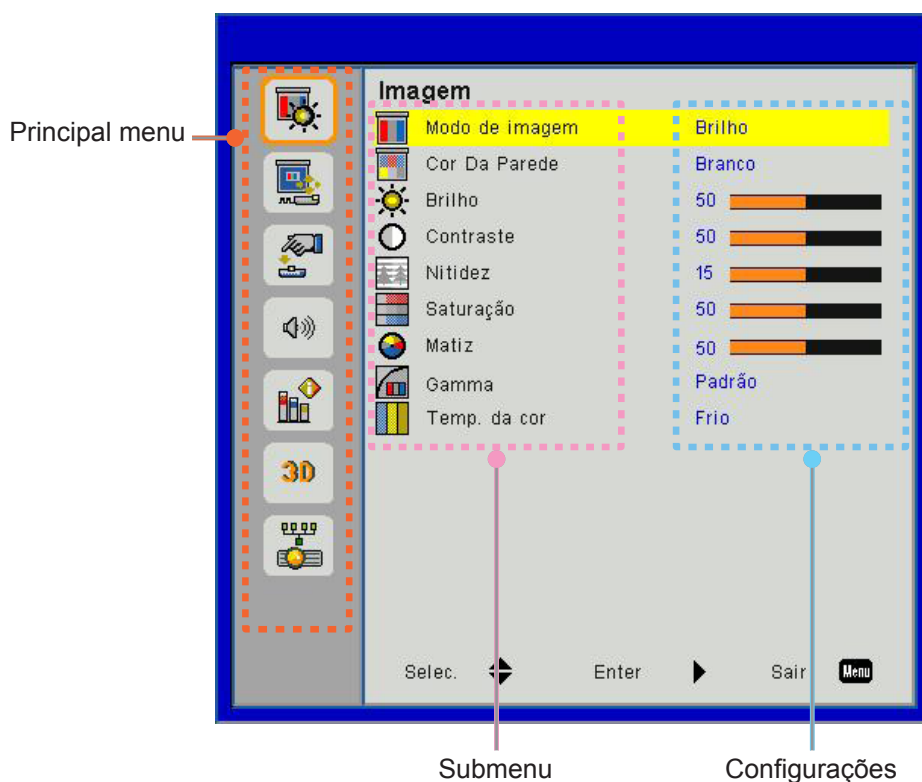 Imagem
Principal menu
Modo de imagem Brilho
Cor Da Parede Branco
Brilho 50
Contraste 50
Nitidez 15
Saturação 50
Matiz 50
Gamma Padrão
Temp. da cor Frio
3D
Selec. Enter Sair Menu
Submenu Configurações